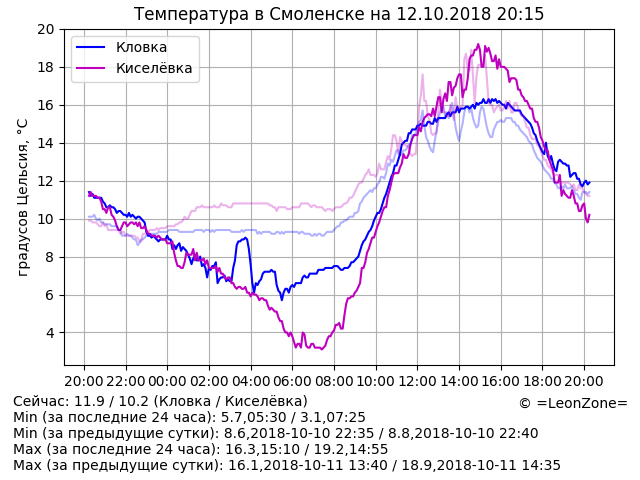 Температура в Смоленске на 12.10.2018 20:15
Кловка
Киселёвка
градусов Цельсия, °C
20
18
16
14
12
10
8
6
4
20:00 22:00 00:00 02:00 04:00 06:00 08:00 10:00 12:00 14:00 16:00 18:00 20:00
Сейчас: 11.9 / 10.2 (Кловка / Киселёвка)
© =LeonZone=
Min (за последние 24 часа): 5.7,05:30 / 3.1,07:25
Min (за предыдущие сутки): 8.6,2018-10-10 22:35 / 8.8,2018-10-10 22:40
Max (за последние 24 часа): 16.3,15:10 / 19.2,14:55
Max (за предыдущие сутки): 16.1,2018-10-11 13:40 / 18.9,2018-10-11 14:35